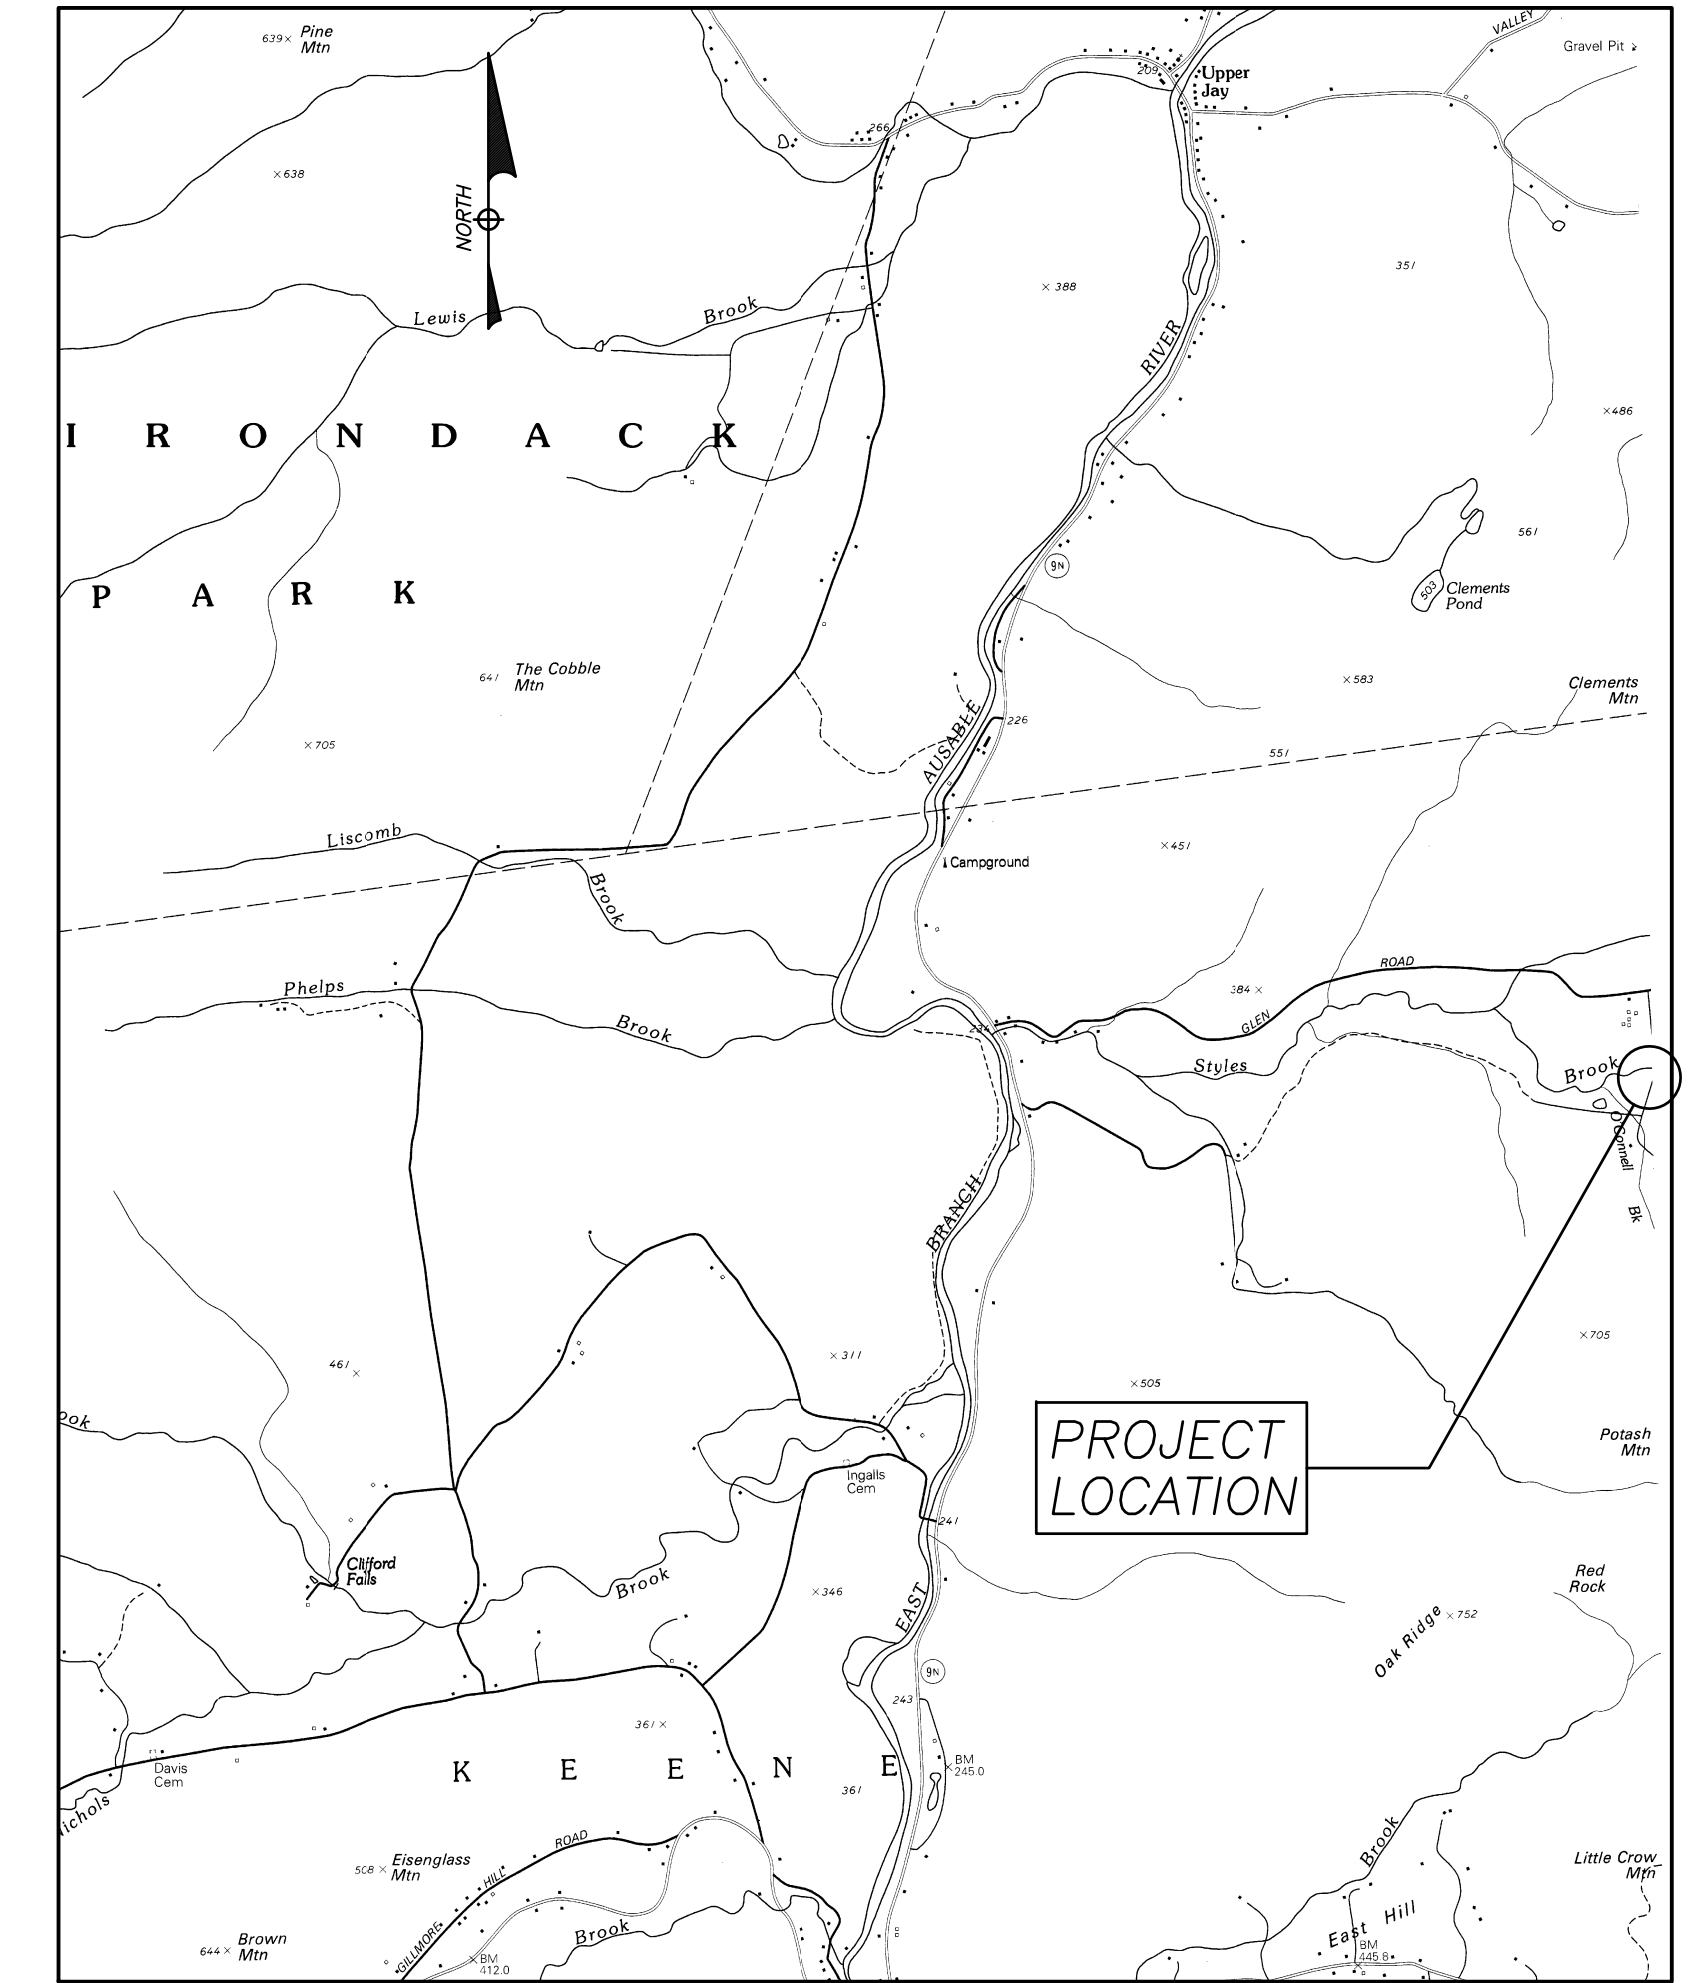 639
Pine
Mtn
VALLEY
Gravel Pit
209
Upper
Jay
266
638
NORTH
351
388
Lewis
Brook
RIVER
486
I R O N D A C K
561
9N
503
Clements
Pond
P A R K
641
The Cobble
Mtn
583
Clements
Mtn
705
226
AUSABLE
551
Liscomb
451
Campground
Brook
ROAD
Phelps
384
Brook
GLEN
234
Styles
Brook
O'Connell
Bk
BRANCH
705
461
311
505
ook
PROJECT
LOCATION
Potash
Mtn
Ingalls
Cem
241
Clifford
Falls
Brook
346
EAST
Red
Rock
752
Oak Ridge
9N
243
361
K E E N E
BM
245.0
Davis
Cem
361
ichols
ROAD
Brook
508
Eisenglass
Mtn
HILL
Little Crow
Mtn
GILLMORE
East Hill
644
Brown
Mtn
Brook
BM
412.0
BM
445.8